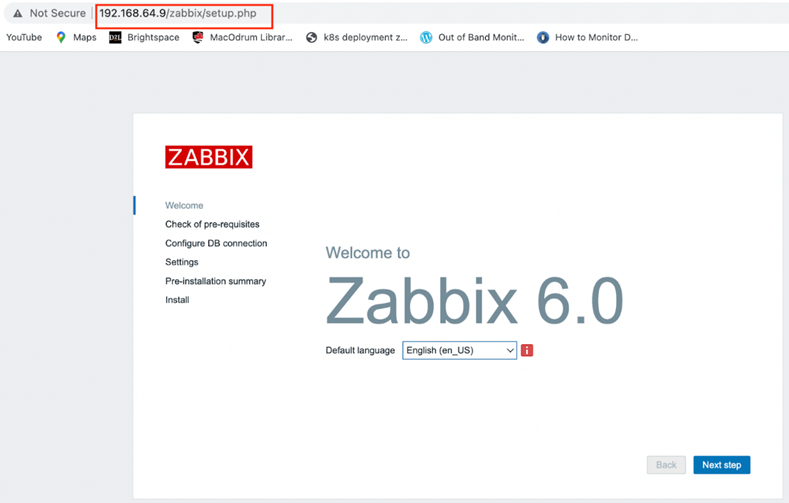 Not Secure 192.168.64.9/zabbix/setup.php
YouTube Maps D2L Brightspace MacOdrum Librar... k8s deployment z... Out of Band Monit... How to Monitor D...
ZABBIX
Welcome
Check of pre-requisites
Configure DB connection
Settings
Pre-installation summary
Install
Welcome to
Zabbix 6.0
Default language English (en_US) i
Back Next step